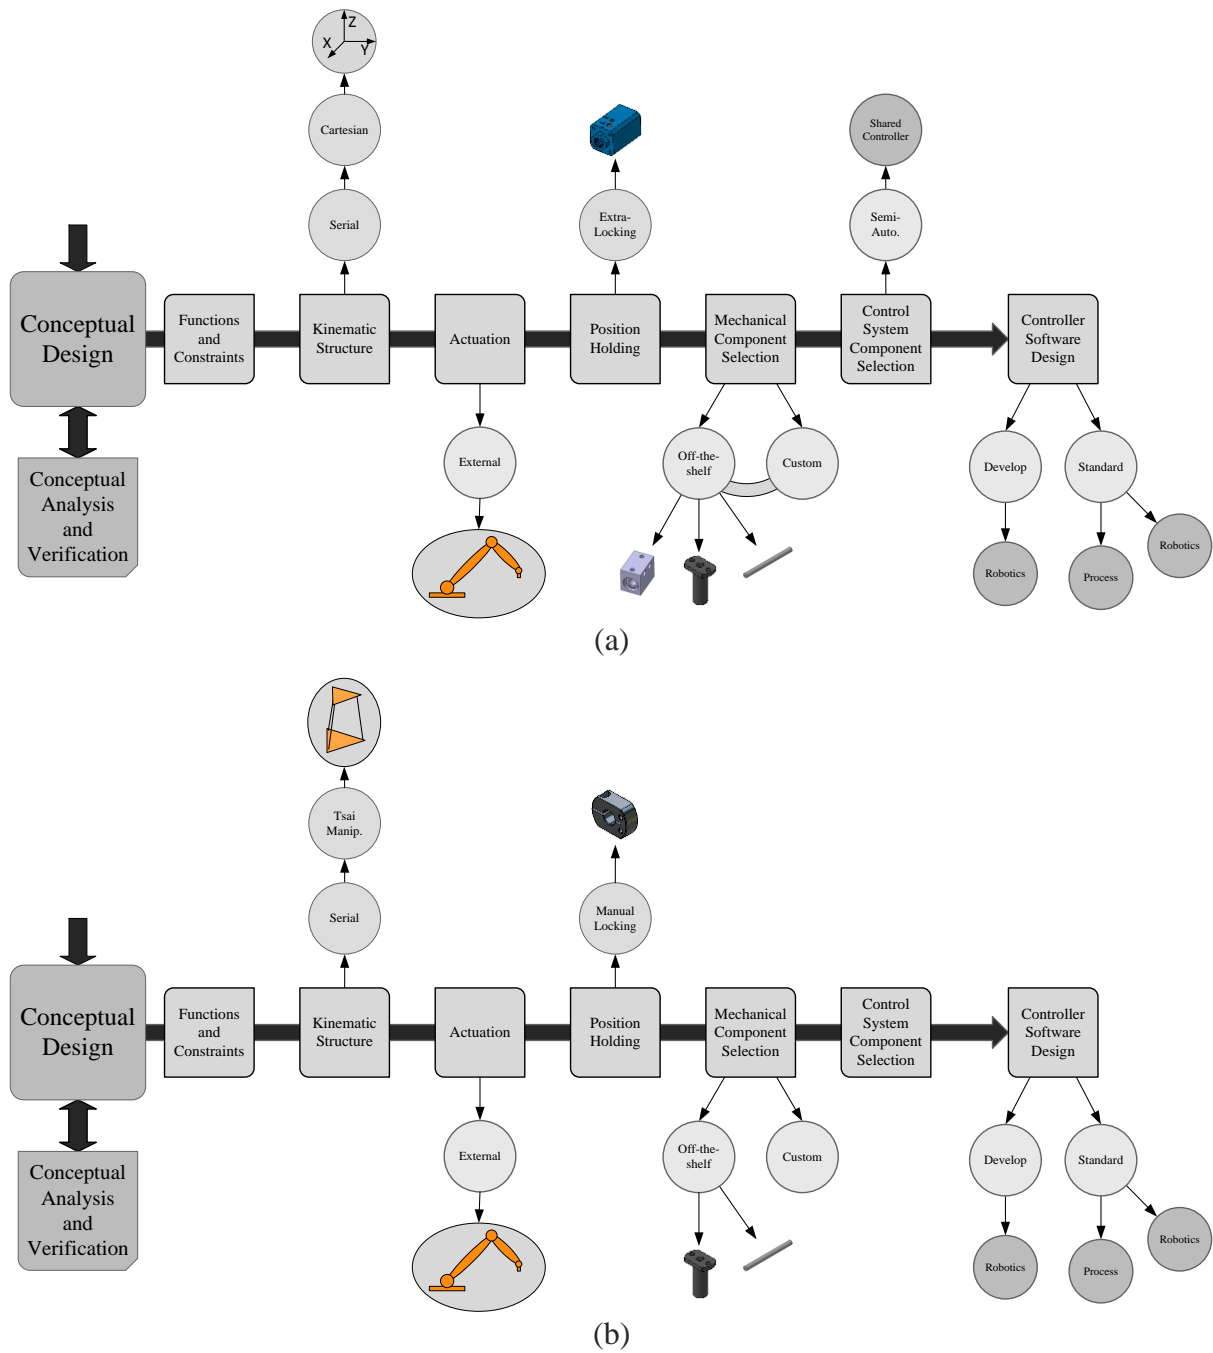 Z
X
Y
Cartesian
Shared
Controller
Serial
Extra-
Locking
Semi-
Auto.
Conceptual
Design
Functions
and
Constraints
Kinematic
Structure
Actuation
Position
Holding
Mechanical
Component
Selection
Control
System
Component
Selection
Controller
Software
Design
Conceptual
Analysis
and
Verification
External
Off-the-
shelf
Custom
Develop
Standard
Robotics
Process
Robotics
(a)
Tsai
Manip.
Serial
Manual
Locking
Conceptual
Design
Functions
and
Constraints
Kinematic
Structure
Actuation
Position
Holding
Mechanical
Component
Selection
Control
System
Component
Selection
Controller
Software
Design
Conceptual
Analysis
and
Verification
External
Off-the-
shelf
Custom
Develop
Standard
Robotics
Process
Robotics
(b)